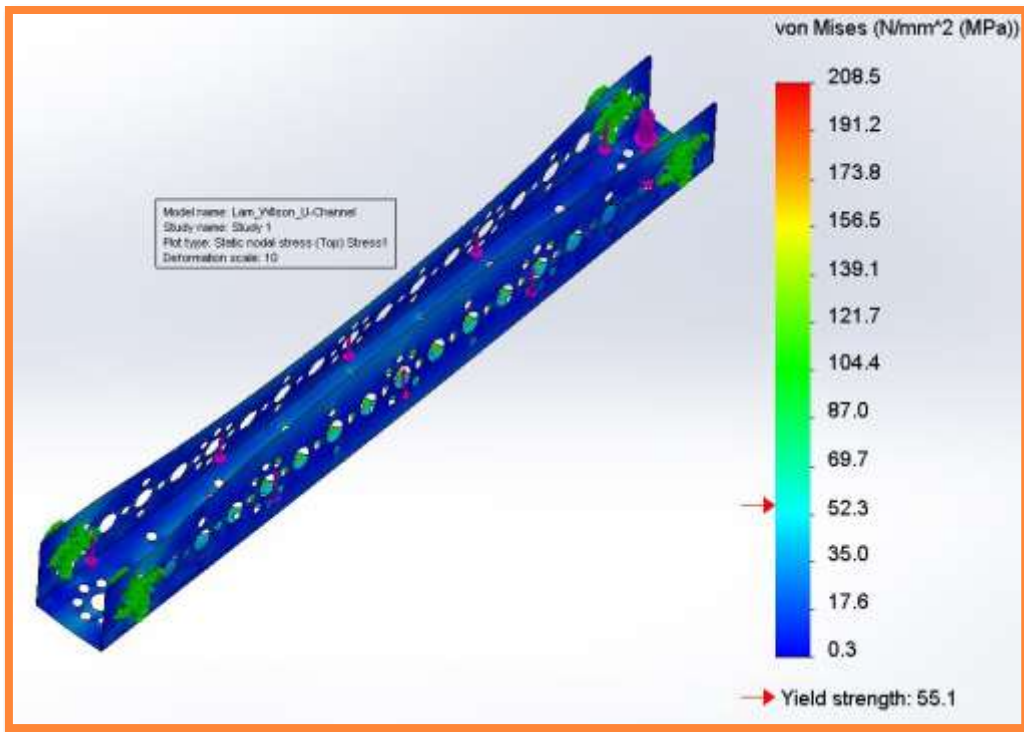 von Mises (N/mm^2 (MPa))
208.5
191.2
173.8
156.5
139.1
121.7
104.4
87.0
69.7
52.3
35.0
17.6
0.3
Yield strength: 55.1
Model name: Lam_Wilson_U-Channel
Study name: Study 1
Plot type: Static nodal stress (Top) Stress1
Deformation scale: 10